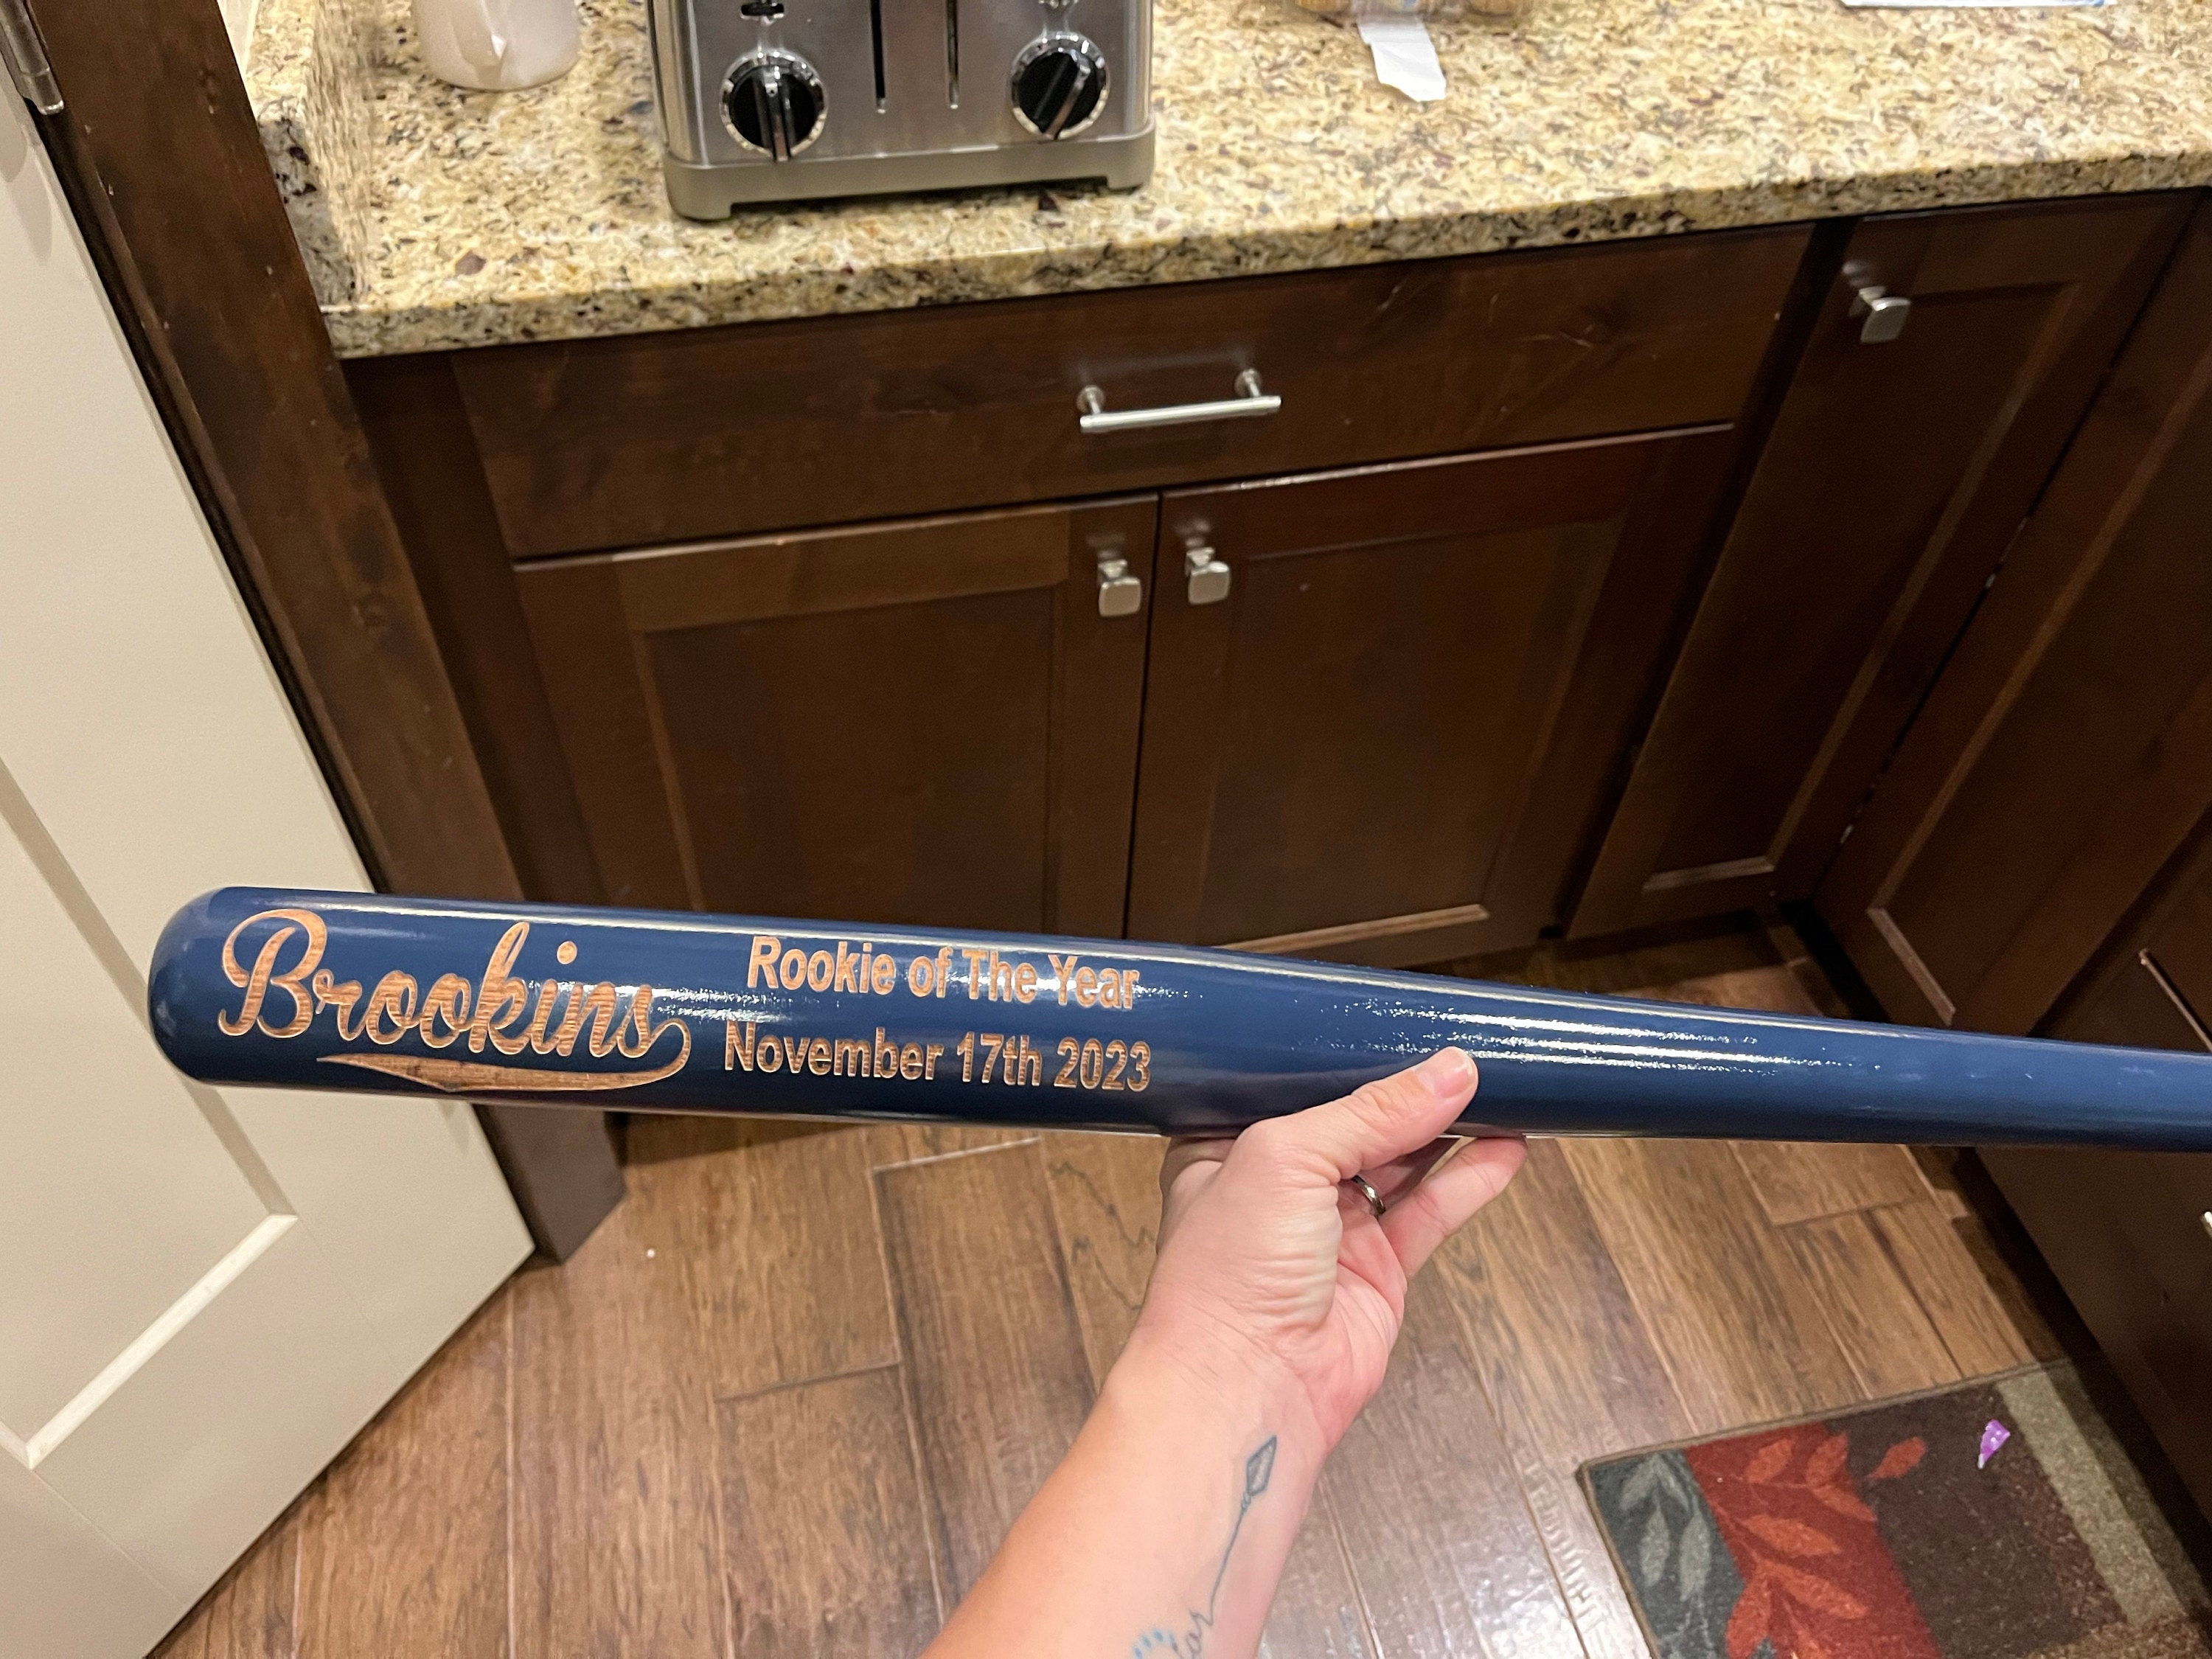 Brookins
Rookie of The Year
November 17th 2023